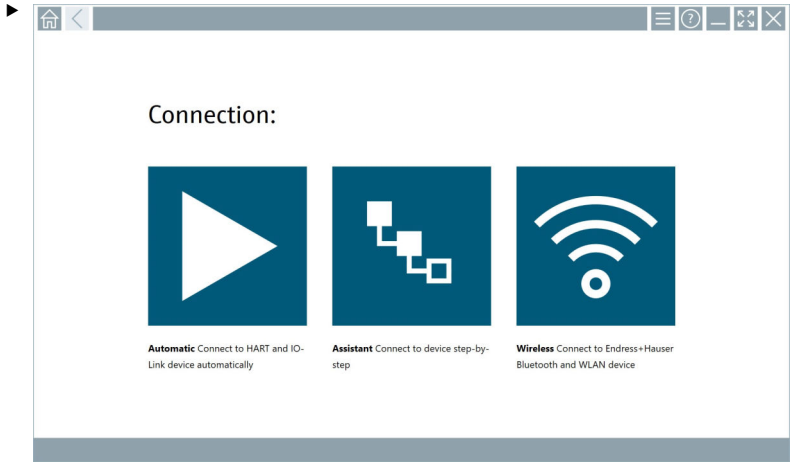 Connection:
Automatic Connect to HART and IO-
Link device automatically
Assistant Connect to device step-by-
step
Wireless Connect to Endress+Hauser
Bluetooth and WLAN device